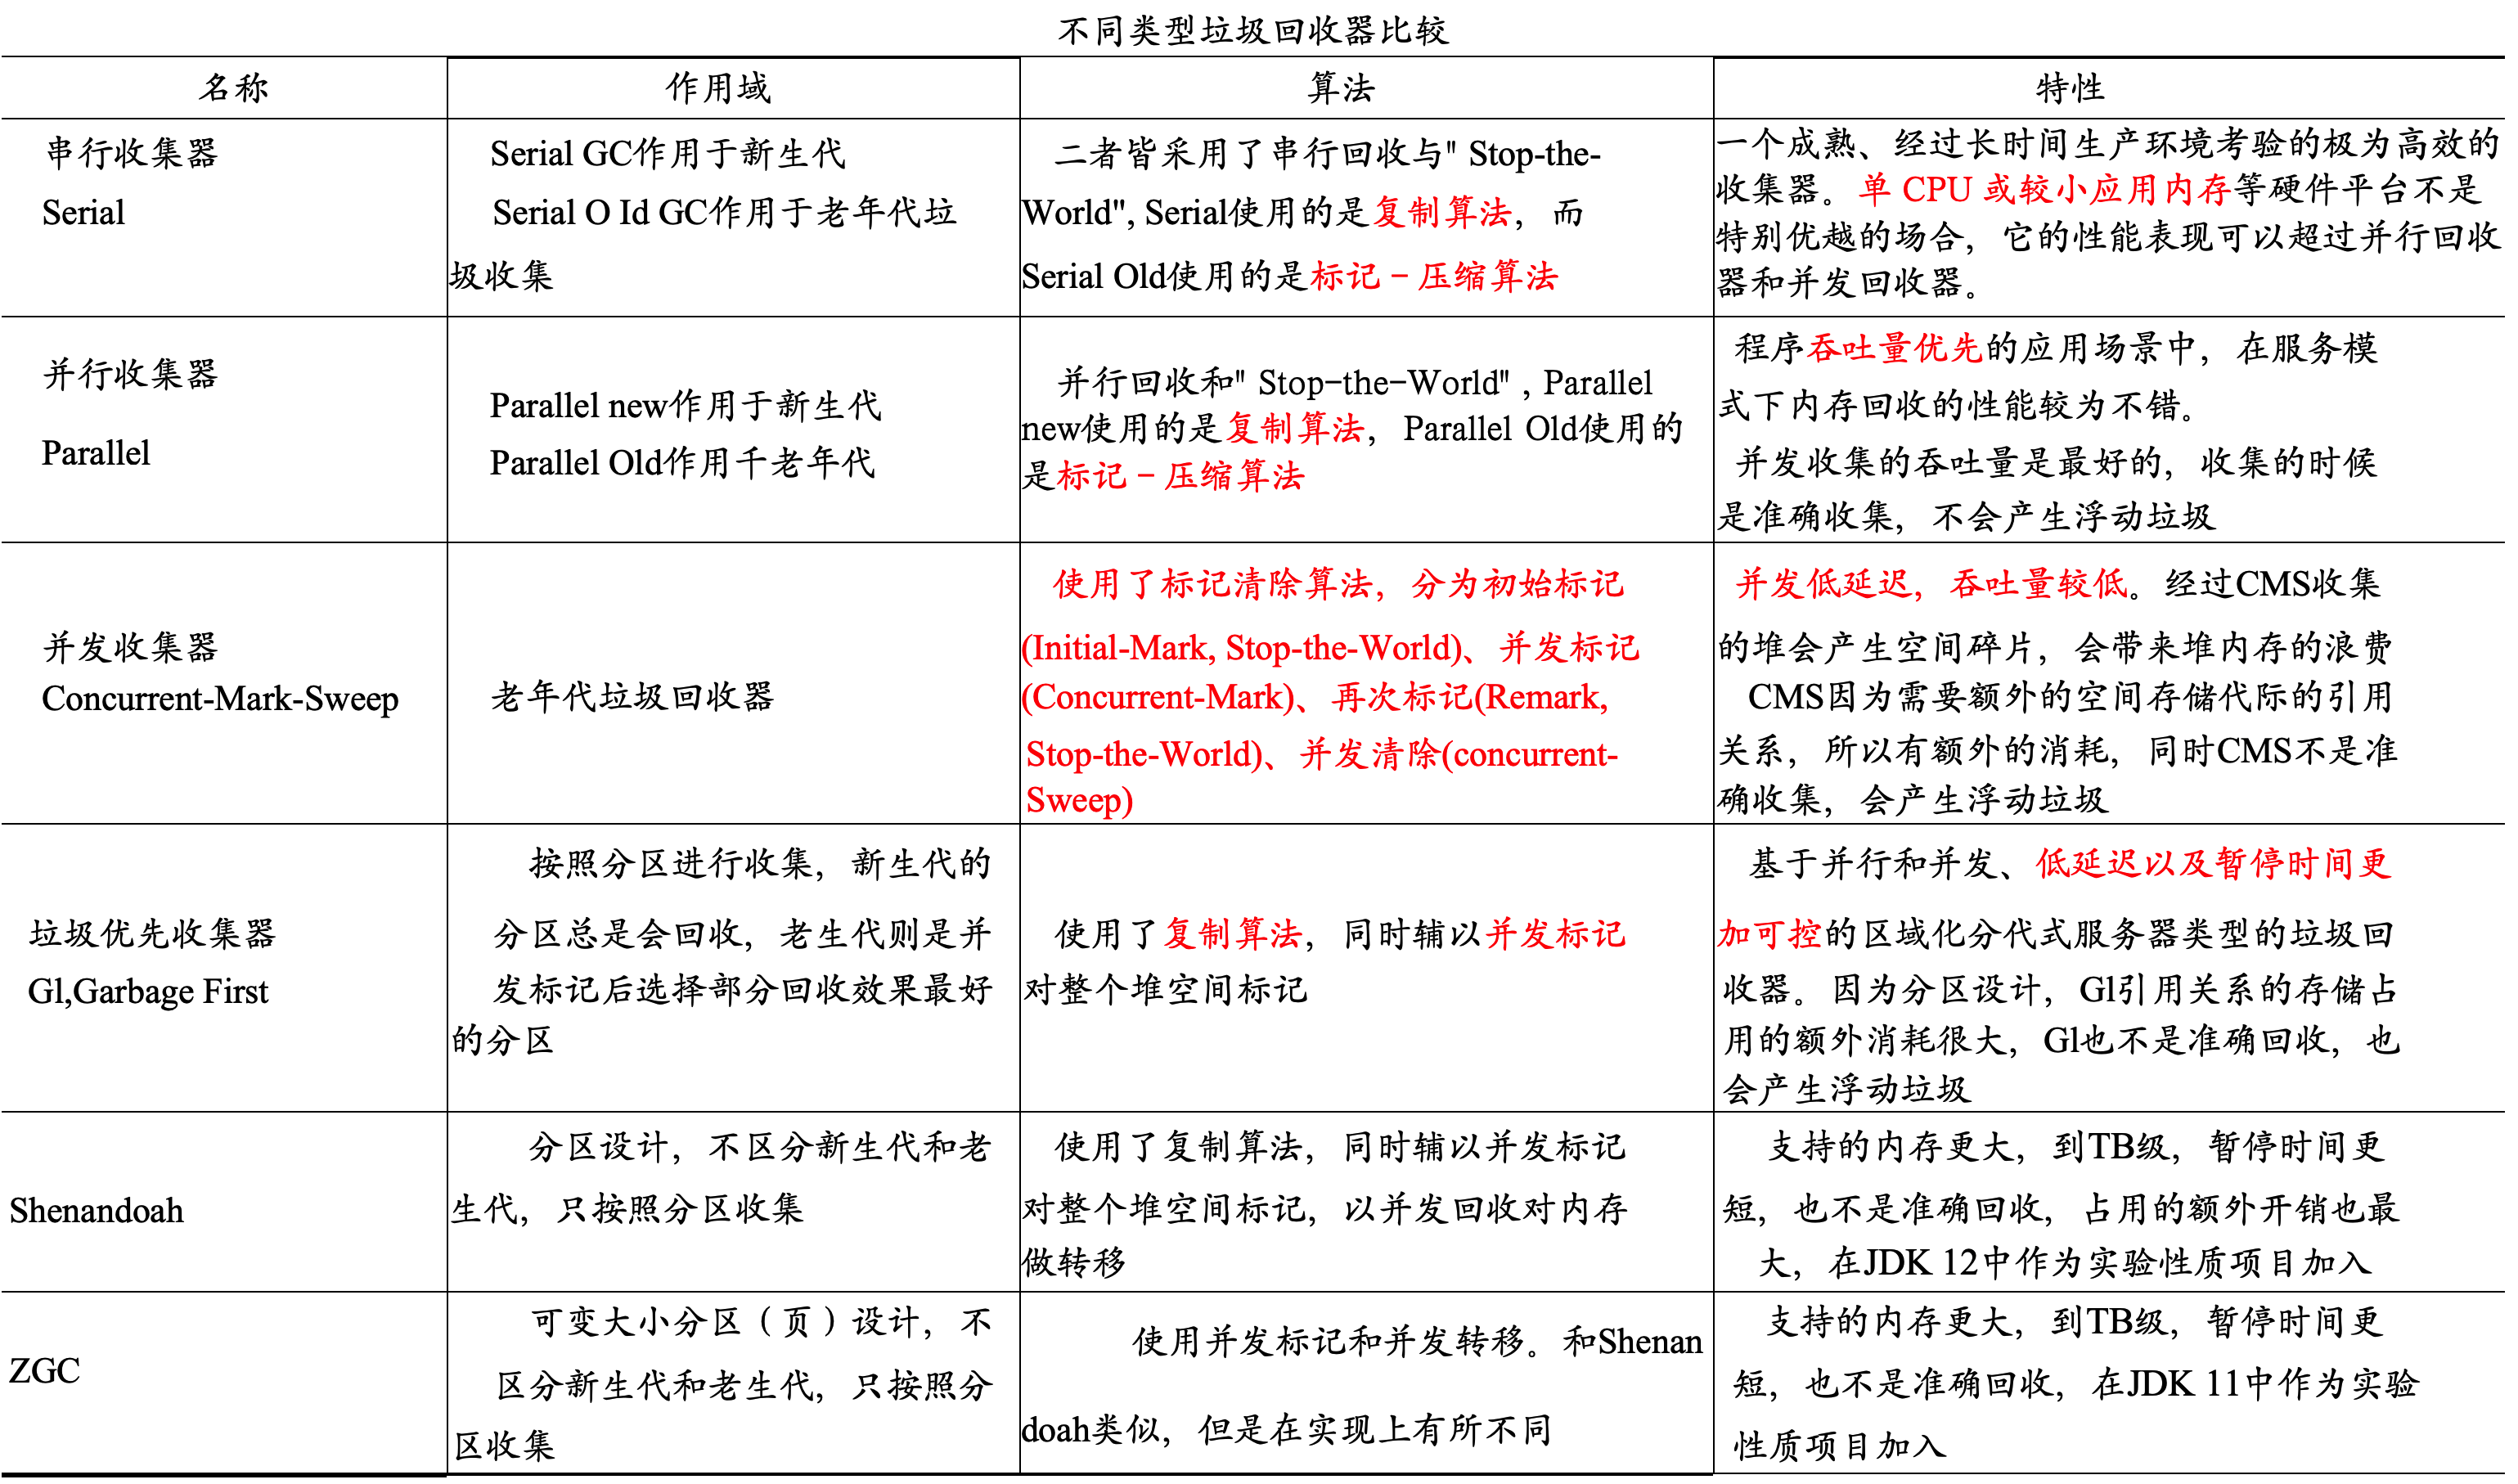 不同类型垃圾回收器比较
名称
作用域
算法
特性
串行收集器
Serial
Serial GC作用于新生代
Serial O Id GC作用于老年代垃
圾收集
二者皆采用了串行回收与" Stop-the-
World", Serial使用的是复制算法，而
Serial Old使用的是标记－压缩算法
一个成熟、经过长时间生产环境考验的极为高效的
收集器。单 CPU 或较小应用内存等硬件平台不是
特别优越的场合，它的性能表现可以超过并行回收
器和并发回收器。
并行收集器
Parallel
Parallel new作用于新生代
Parallel Old作用千老年代
并行回收和" Stop-the-World" , Parallel
new使用的是复制算法，Parallel Old使用的
是标记－压缩算法
程序吞吐量优先的应用场景中，在服务模
式下内存回收的性能较为不错。
并发收集的吞吐量是最好的，收集的时候
是准确收集，不会产生浮动垃圾
并发收集器
Concurrent-Mark-Sweep
老年代垃圾回收器
使用了标记清除算法，分为初始标记
(Initial-Mark, Stop-the-World)、并发标记
(Concurrent-Mark)、再次标记(Remark,
Stop-the-World)、并发清除(concurrent-
Sweep)
并发低延迟，吞吐量较低。经过CMS收集
的堆会产生空间碎片，会带来堆内存的浪费
CMS因为需要额外的空间存储代际的引用
关系，所以有额外的消耗，同时CMS不是准
确收集，会产生浮动垃圾
垃圾优先收集器
Gl,Garbage First
按照分区进行收集，新生代的
分区总是会回收，老生代则是并
发标记后选择部分回收效果最好
的分区
使用了复制算法，同时辅以并发标记
对整个堆空间标记
基于并行和并发、低延迟以及暂停时间更
加可控的区域化分代式服务器类型的垃圾回
收器。因为分区设计，Gl引用关系的存储占
用的额外消耗很大，Gl也不是准确回收，也
会产生浮动垃圾
Shenandoah
分区设计，不区分新生代和老
生代，只按照分区收集
使用了复制算法，同时辅以并发标记
对整个堆空间标记，以并发回收对内存
做转移
支持的内存更大，到TB级，暂停时间更
短，也不是准确回收，占用的额外开销也最
大，在JDK 12中作为实验性质项目加入
ZGC
可变大小分区（页）设计，不
区分新生代和老生代，只按照分
区收集
使用并发标记和并发转移。和Shenan
doah类似，但是在实现上有所不同
支持的内存更大，到TB级，暂停时间更
短，也不是准确回收，在JDK 11中作为实验
性质项目加入